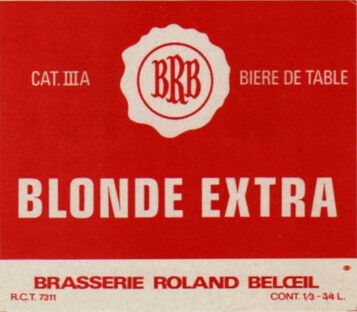 BRB
CAT. IIIA
BIERE DE TABLE
BLONDE EXTRA
BRASSERIE ROLAND BELŒIL
R.C.T. 7311
CONT. 1/3 - 3/4 L.